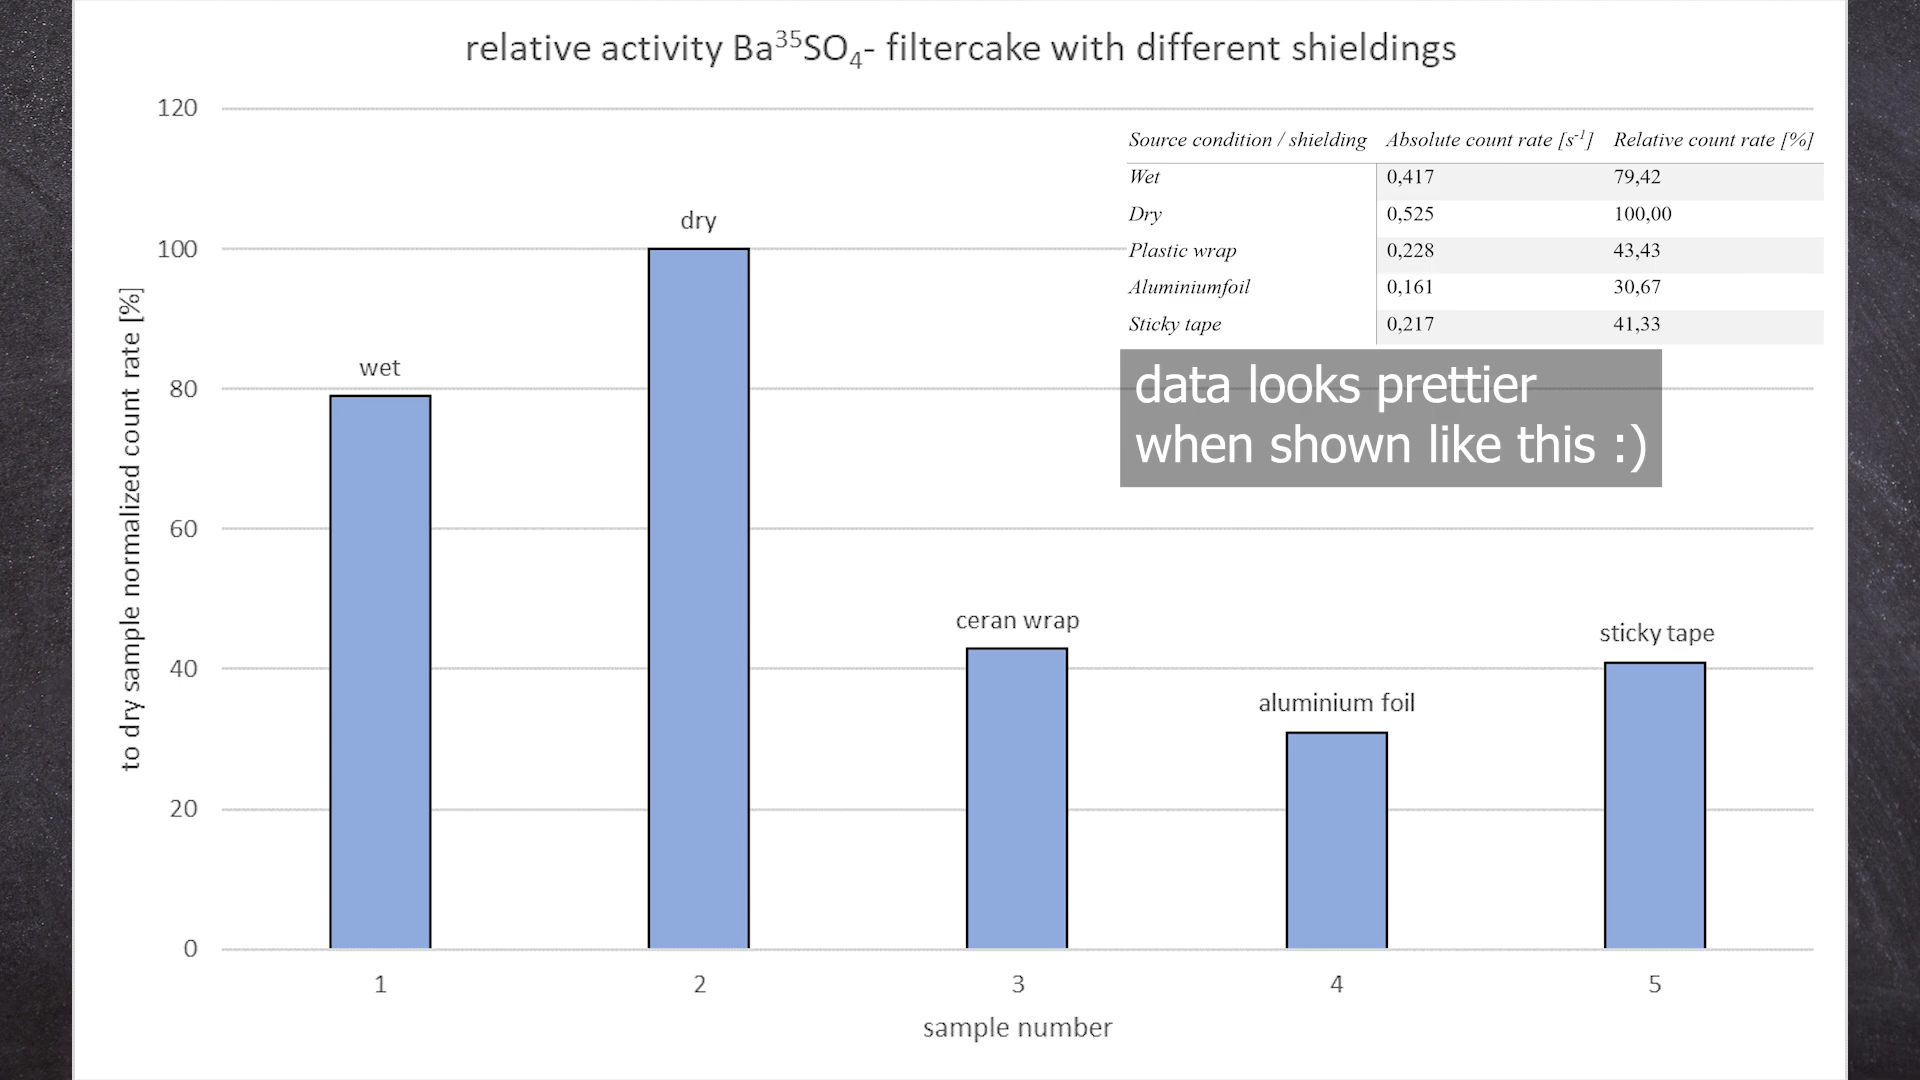 relative activity Ba³⁵SO₄- filtercake with different shieldings
to dry sample normalized count rate [%]
120
100
80
60
40
20
0
wet
dry
ceran wrap
aluminium foil
sticky tape
1 2 3 4 5
sample number
Source condition / shielding Absolute count rate [s⁻¹] Relative count rate [%]
Wet 0,417 79,42
Dry 0,525 100,00
Plastic wrap 0,228 43,43
Aluminiumfoil 0,161 30,67
Sticky tape 0,217 41,33
data looks prettier
when shown like this :)